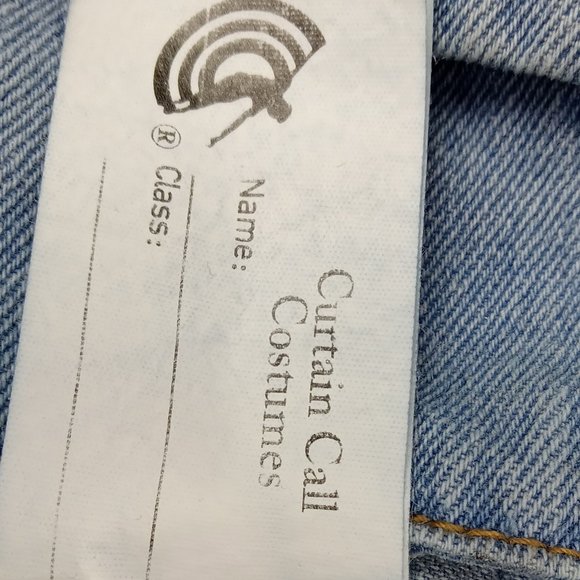 Curtain Call
Costumes
Name:
® Class: